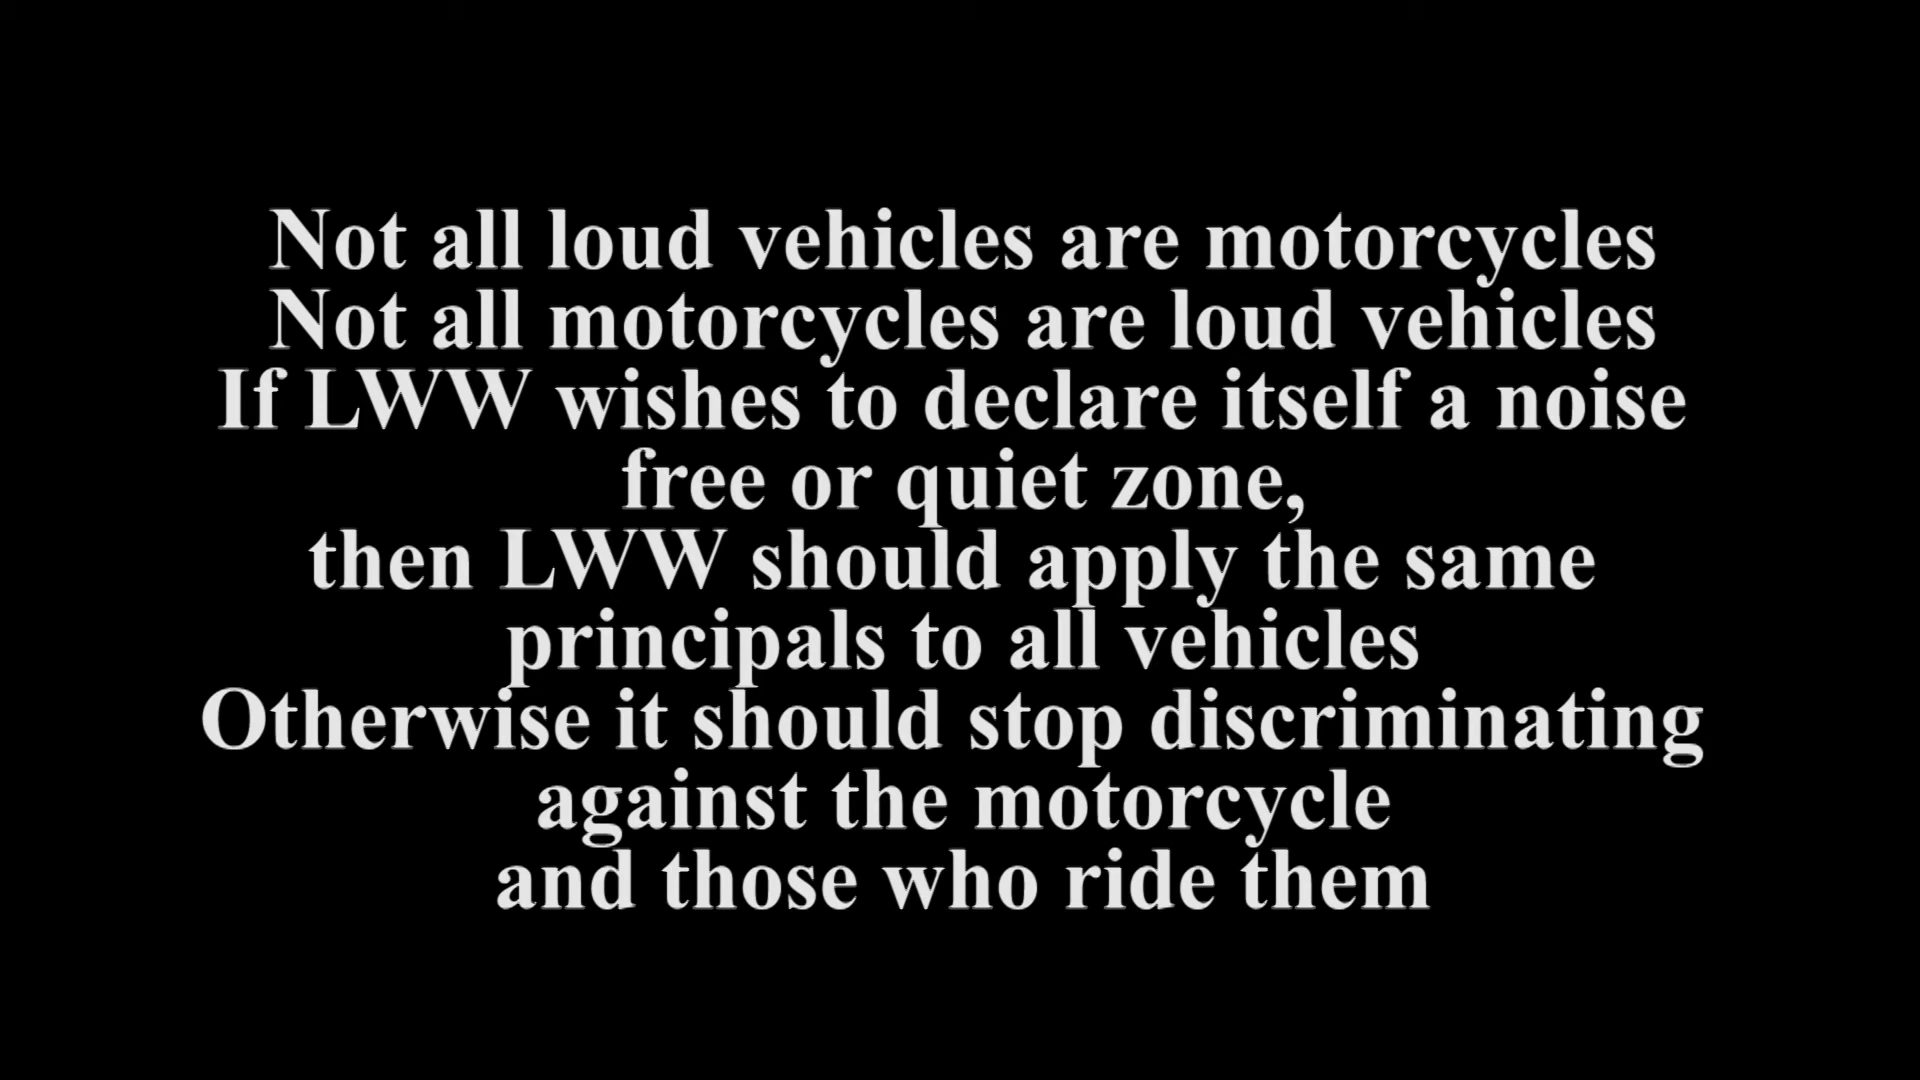 Not all loud vehicles are motorcycles
Not all motorcycles are loud vehicles
If LWW wishes to declare itself a noise
free or quiet zone,
then LWW should apply the same
principals to all vehicles
Otherwise it should stop discriminating
against the motorcycle
and those who ride them